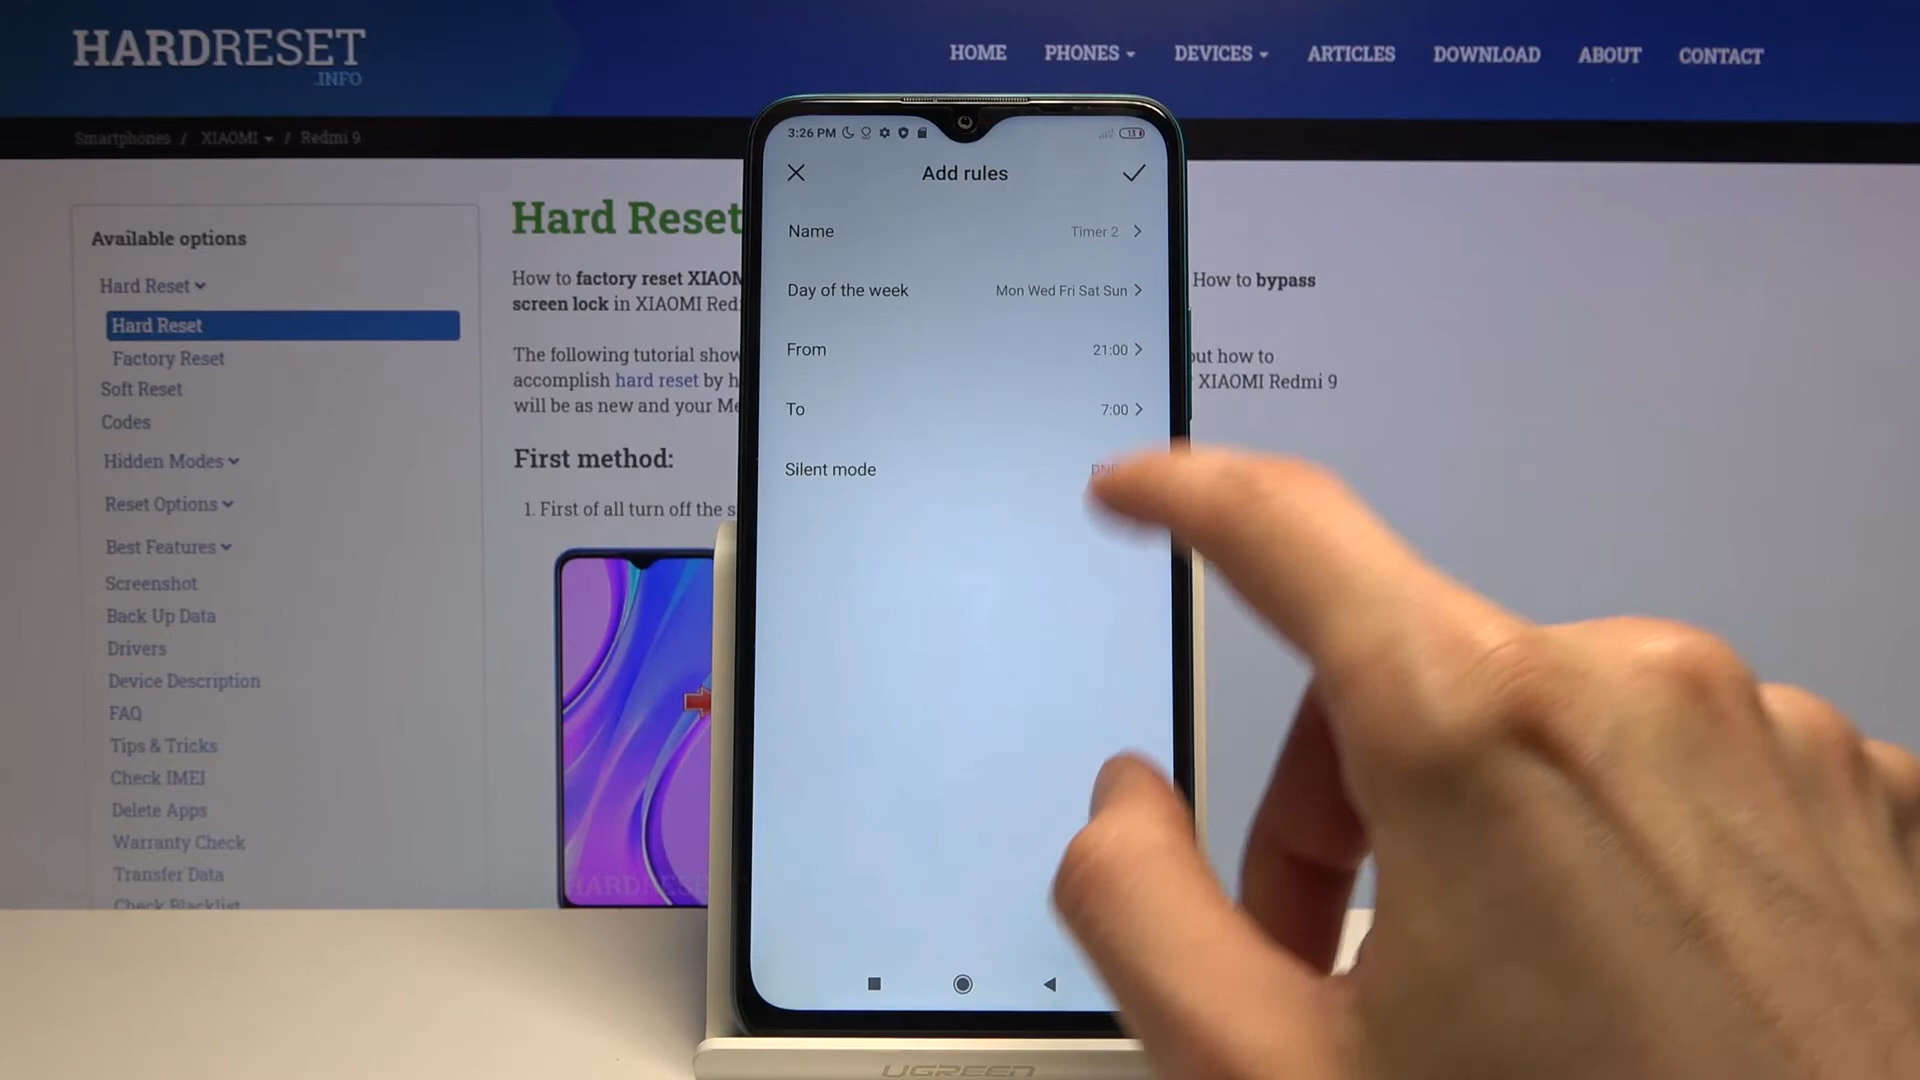 HARDRESET
.INFO
HOME PHONES DEVICES ARTICLES DOWNLOAD ABOUT CONTACT
Smartphones / XIAOMI / Redmi 9
Available options
Hard Reset
Hard Reset
Factory Reset
Soft Reset
Codes
Hidden Modes
Reset Options
Best Features
Screenshot
Back Up Data
Drivers
Device Description
FAQ
Tips & Tricks
Check IMEI
Delete Apps
Warranty Check
Transfer Data
Check Blacklist
Hard Reset
How to factory reset
How to bypass
screen lock in XIAOMI
The following tutorial
how to
accomplish hard reset by
XIAOMI Redmi 9
will be as new and your
First method:
1. First of all turn off the
3:26 PM
13
Add rules
Name Timer 2
Day of the week Mon Wed Fri Sat Sun
From 21:00
To 7:00
Silent mode
UGREEN